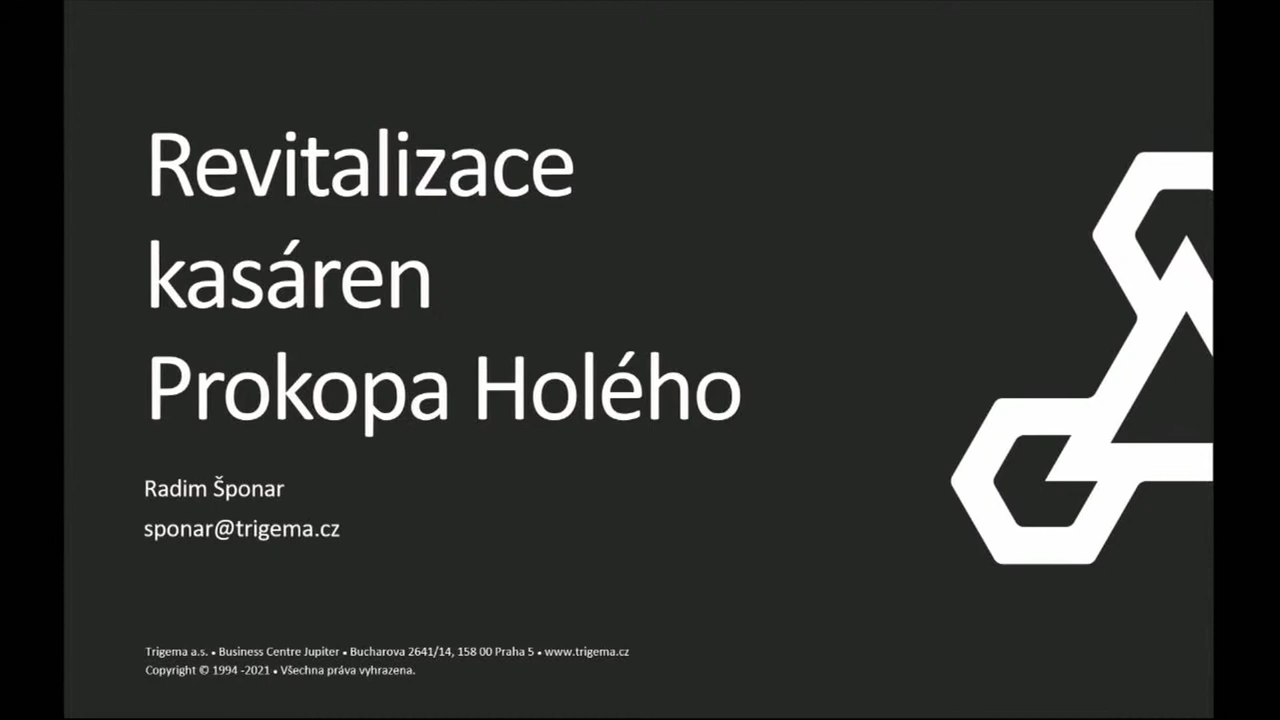 Revitalizace
kasáren
Prokopa Holého
Radim Šponar
sponar@trigema.cz
Trigema a.s. • Business Centre Jupiter • Bucharova 2641/14, 158 00 Praha 5 • www.trigema.cz
Copyright © 1994 -2021 • Všechna práva vyhrazena.